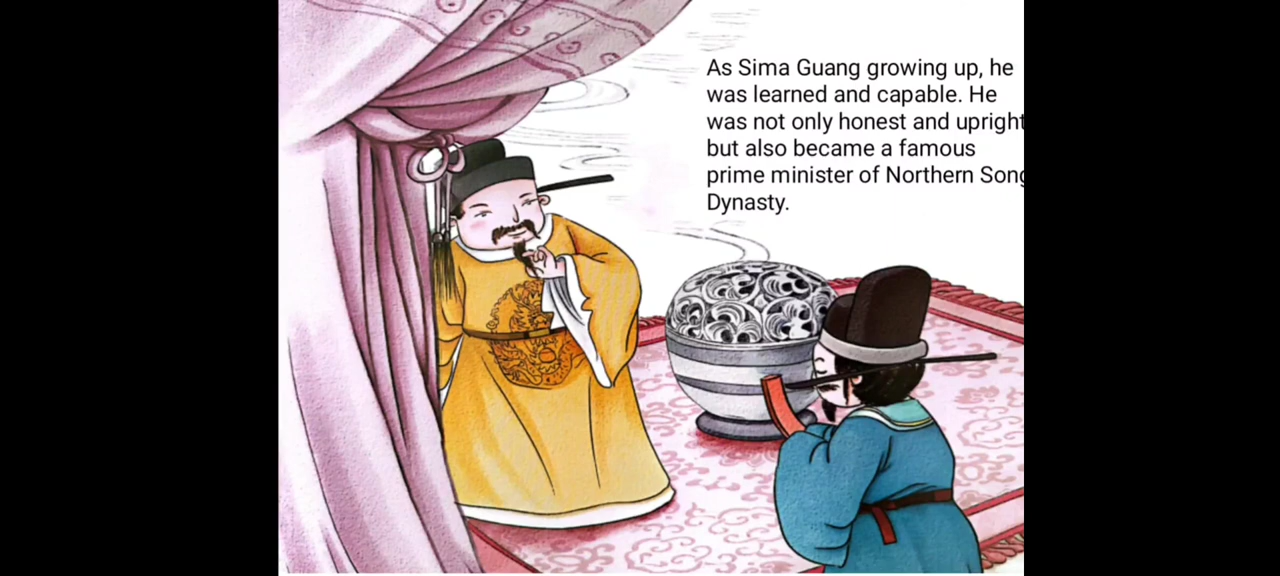 As Sima Guang growing up, he
was learned and capable. He
was not only honest and upright
but also became a famous
prime minister of Northern Song
Dynasty.